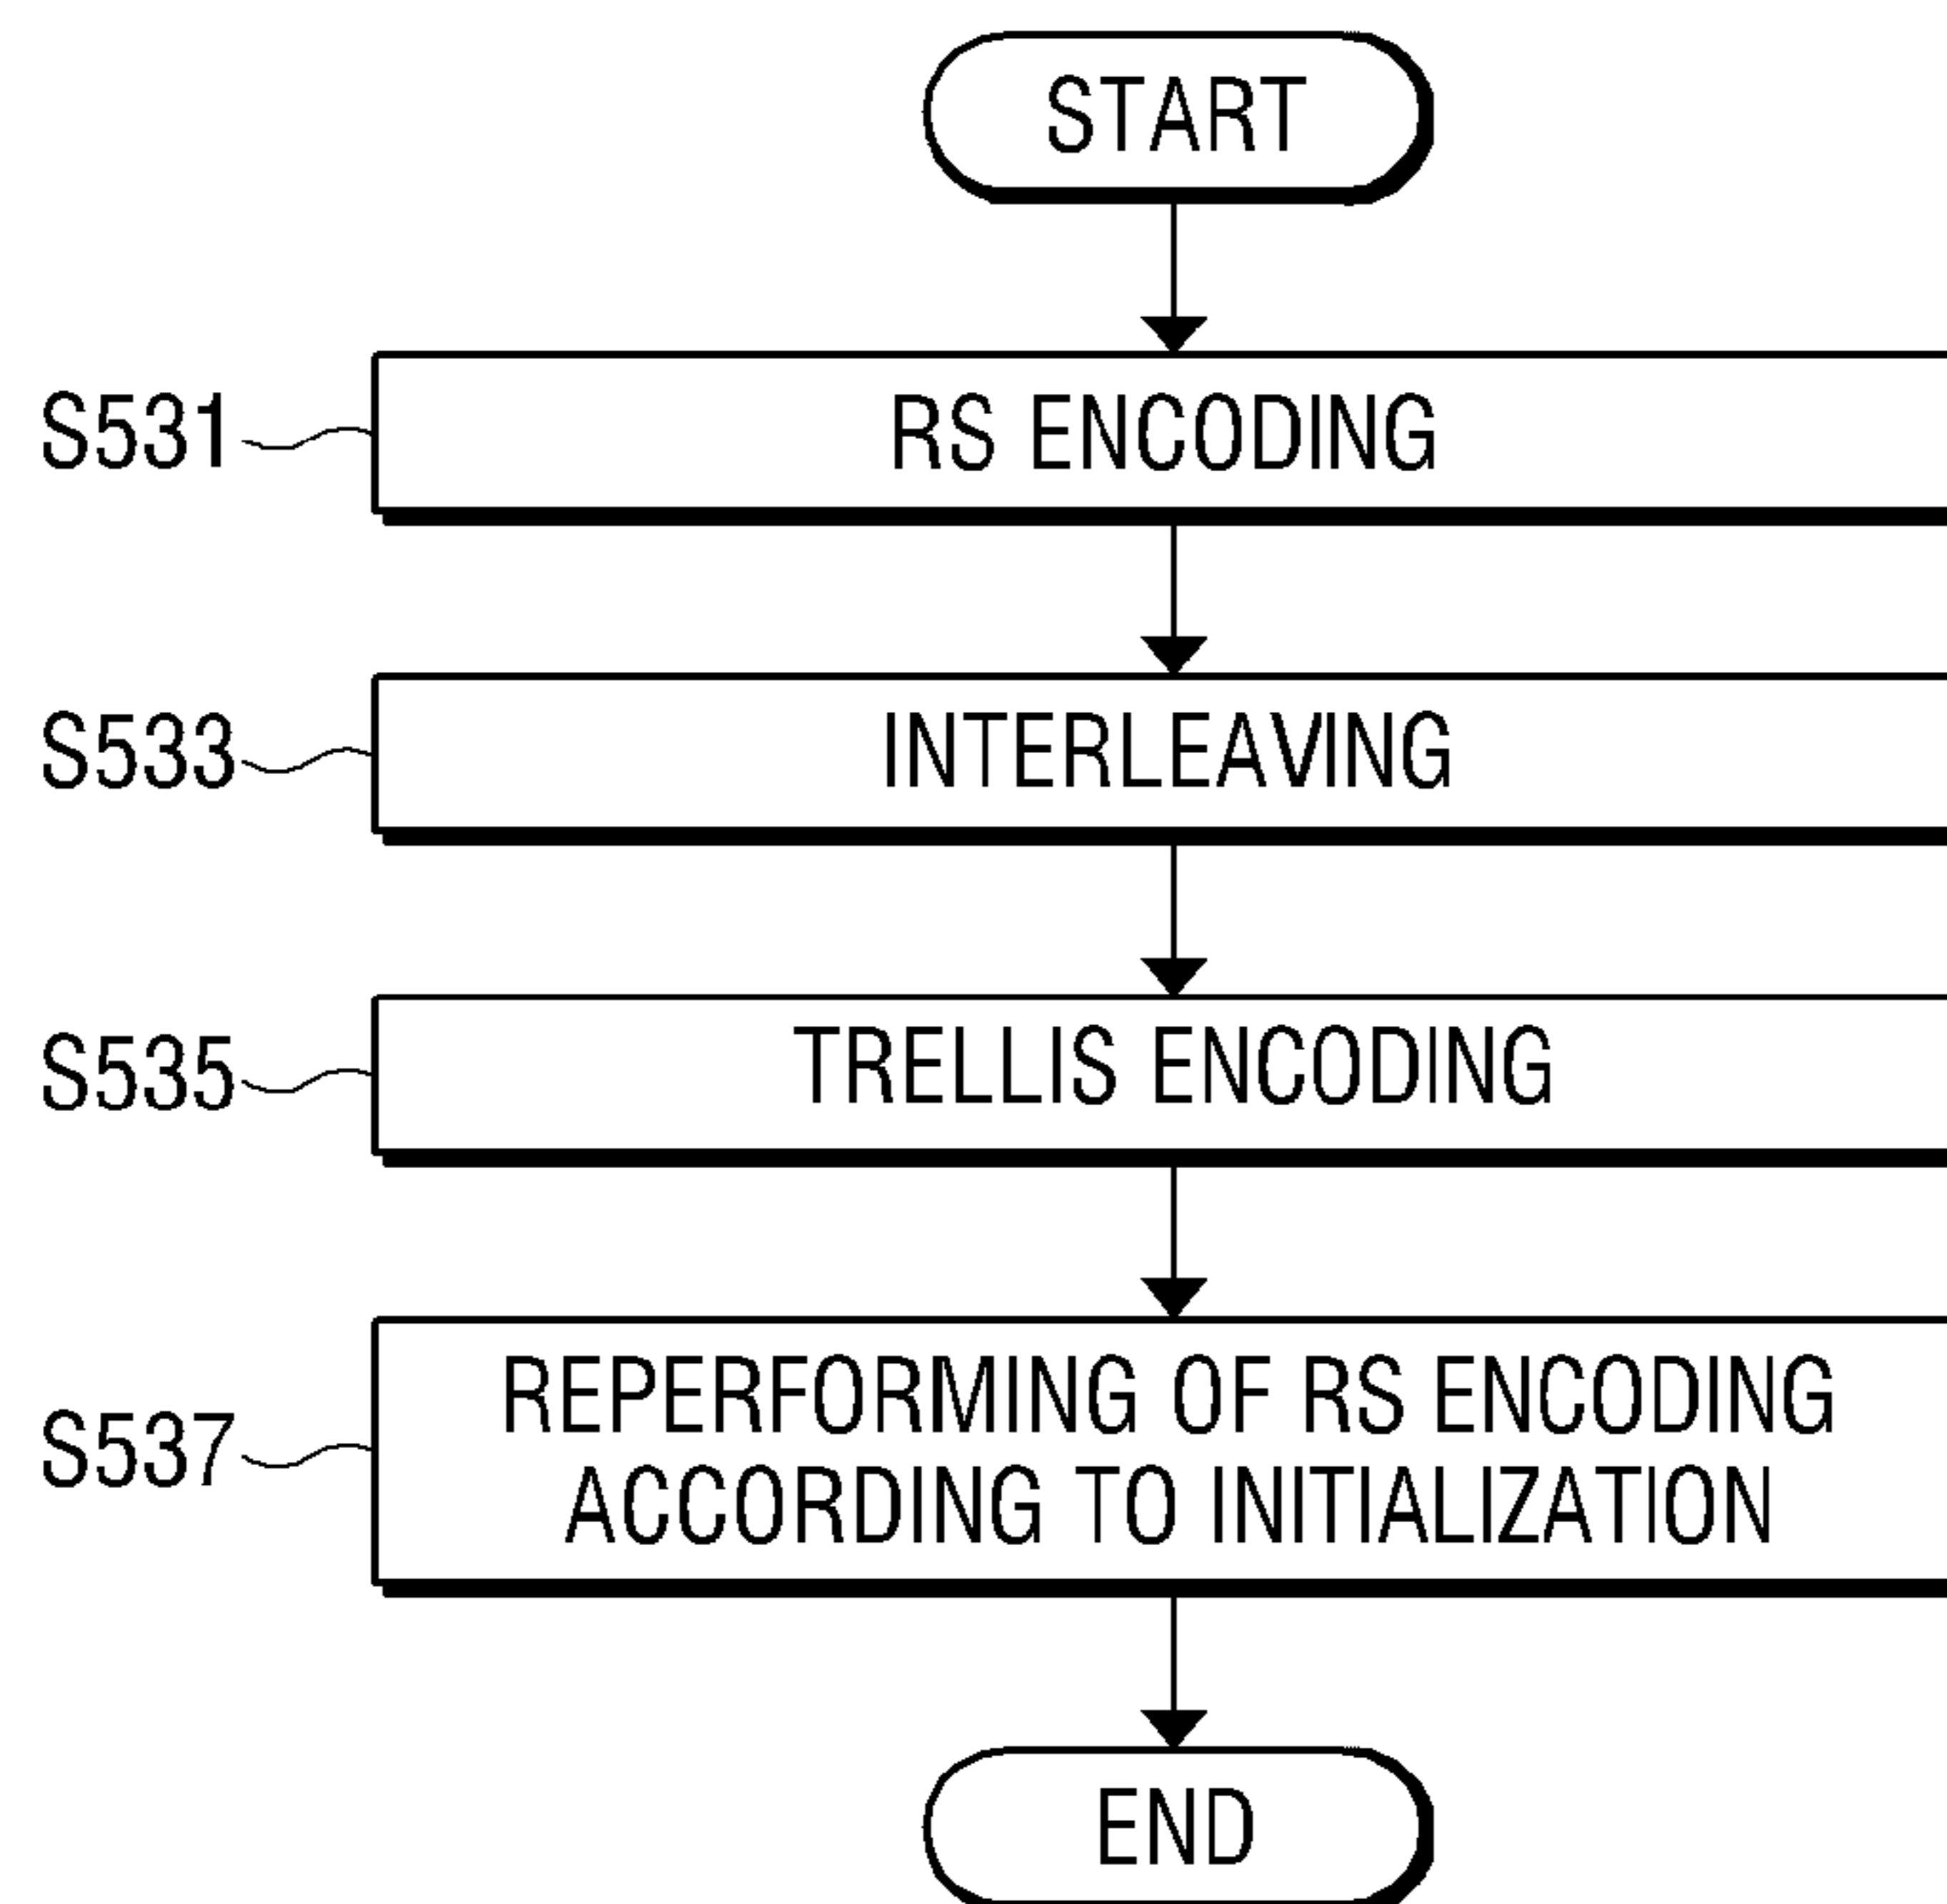 START
S531
RS ENCODING
S533
INTERLEAVING
S535
TRELLIS ENCODING
S537
REPERFORMING OF RS ENCODING
ACCORDING TO INITIALIZATION
END